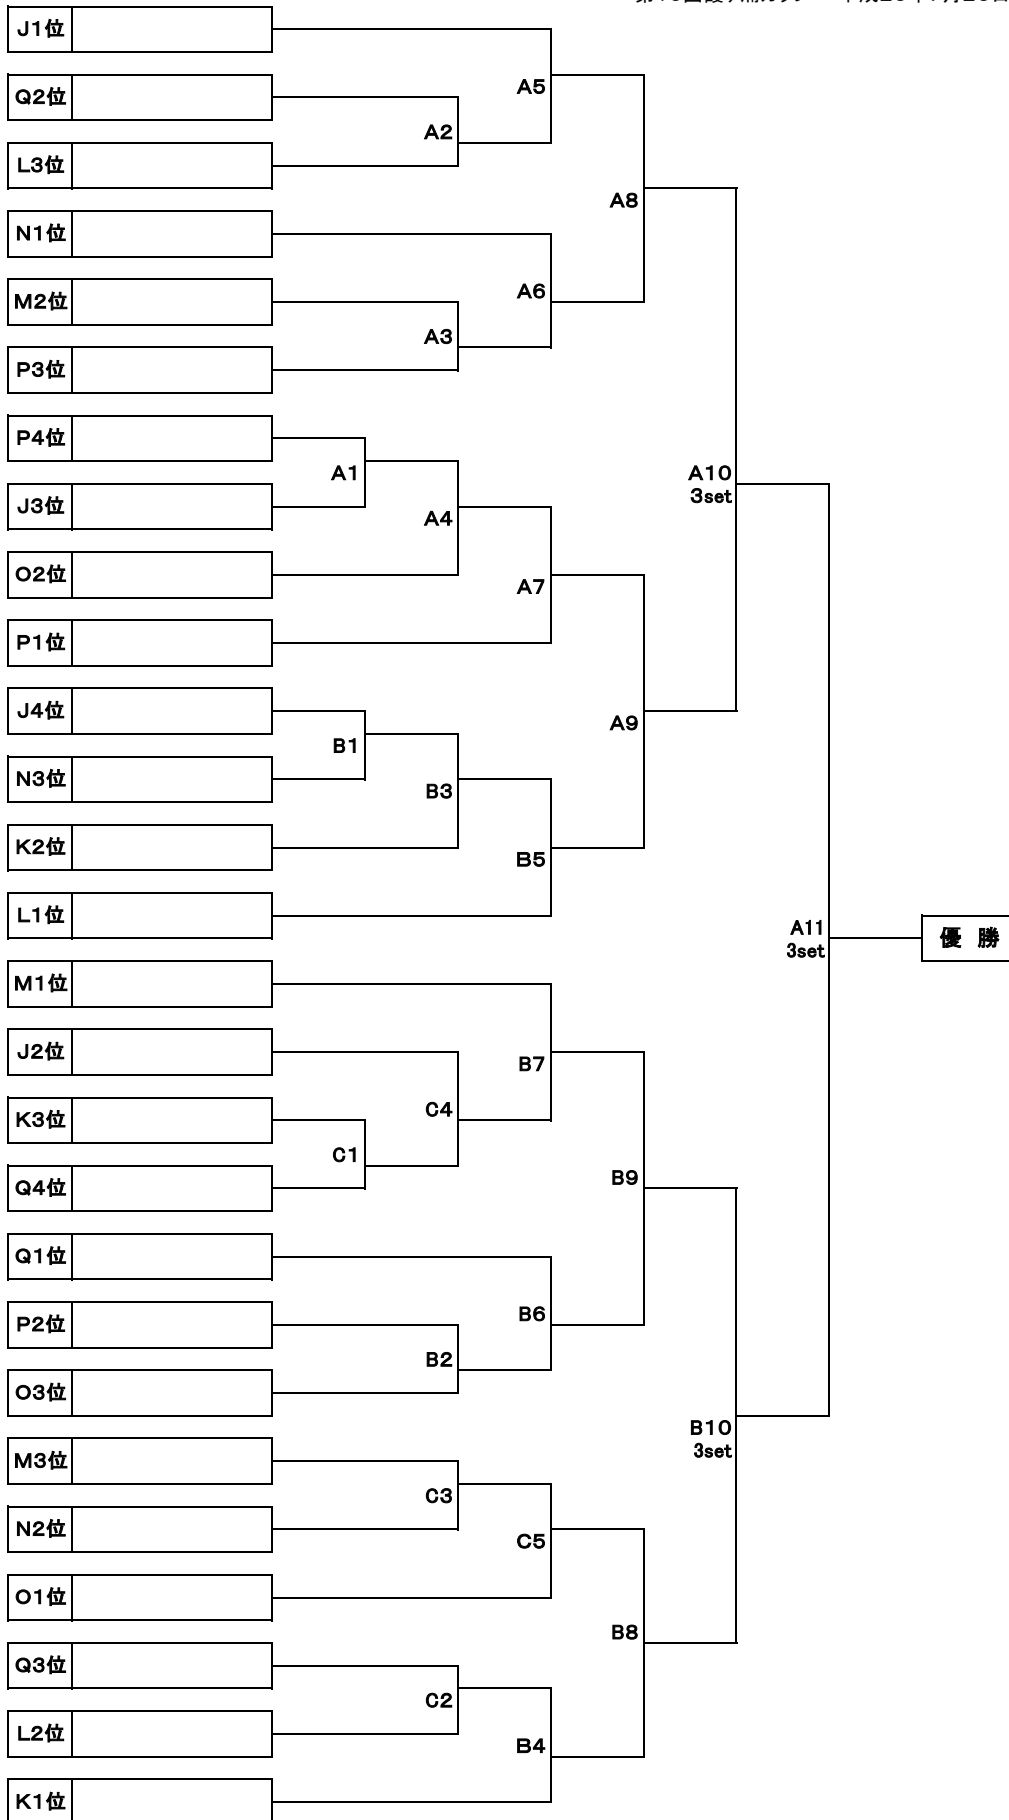 J1位
A5
Q2位
A2
L3位
A8
N1位
A6
M2位
A3
P3位
P4位
A1
A10
3set
J3位
A4
O2位
A7
P1位
J4位
A9
B1
N3位
B3
K2位
B5
L1位
A11
3set
優 勝
M1位
J2位
B7
K3位
C4
C1
Q4位
B9
Q1位
B6
P2位
B2
O3位
B10
3set
M3位
C3
N2位
C5
O1位
B8
Q3位
C2
L2位
B4
K1位